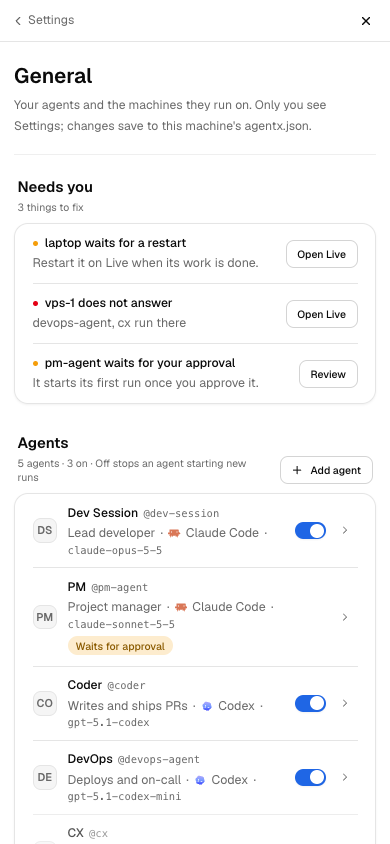 Settings
General
Your agents and the machines they run on. Only you see
Settings; changes save to this machine's agentx.json.
Needs you
3 things to fix
laptop waits for a restart
Restart it on Live when its work is done.
Open Live
vps-1 does not answer
devops-agent, cx run there
Open Live
pm-agent waits for your approval
It starts its first run once you approve it.
Review
Agents
5 agents · 3 on · Off stops an agent starting new
runs
Add agent
DS
Dev Session @dev-session
Lead developer · Claude Code ·
claude-opus-5-5
PM
PM @pm-agent
Project manager · Claude Code ·
claude-sonnet-5-5
Waits for approval
CO
Coder @coder
Writes and ships PRs · Codex ·
gpt-5.1-codex
DE
DevOps @devops-agent
Deploys and on-call · Codex ·
gpt-5.1-codex-mini
CX @cx